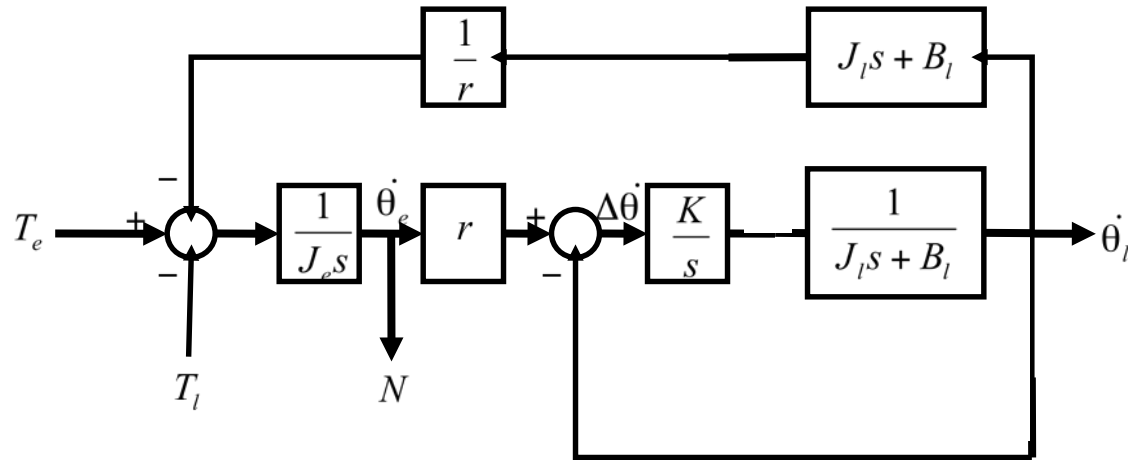 1/r
J_l s + B_l
−
T_e
+
−
1/(J_e s)
θ̇_e
r
+
−
Δθ̇
K/s
1/(J_l s + B_l)
θ̇_l
T_l
N